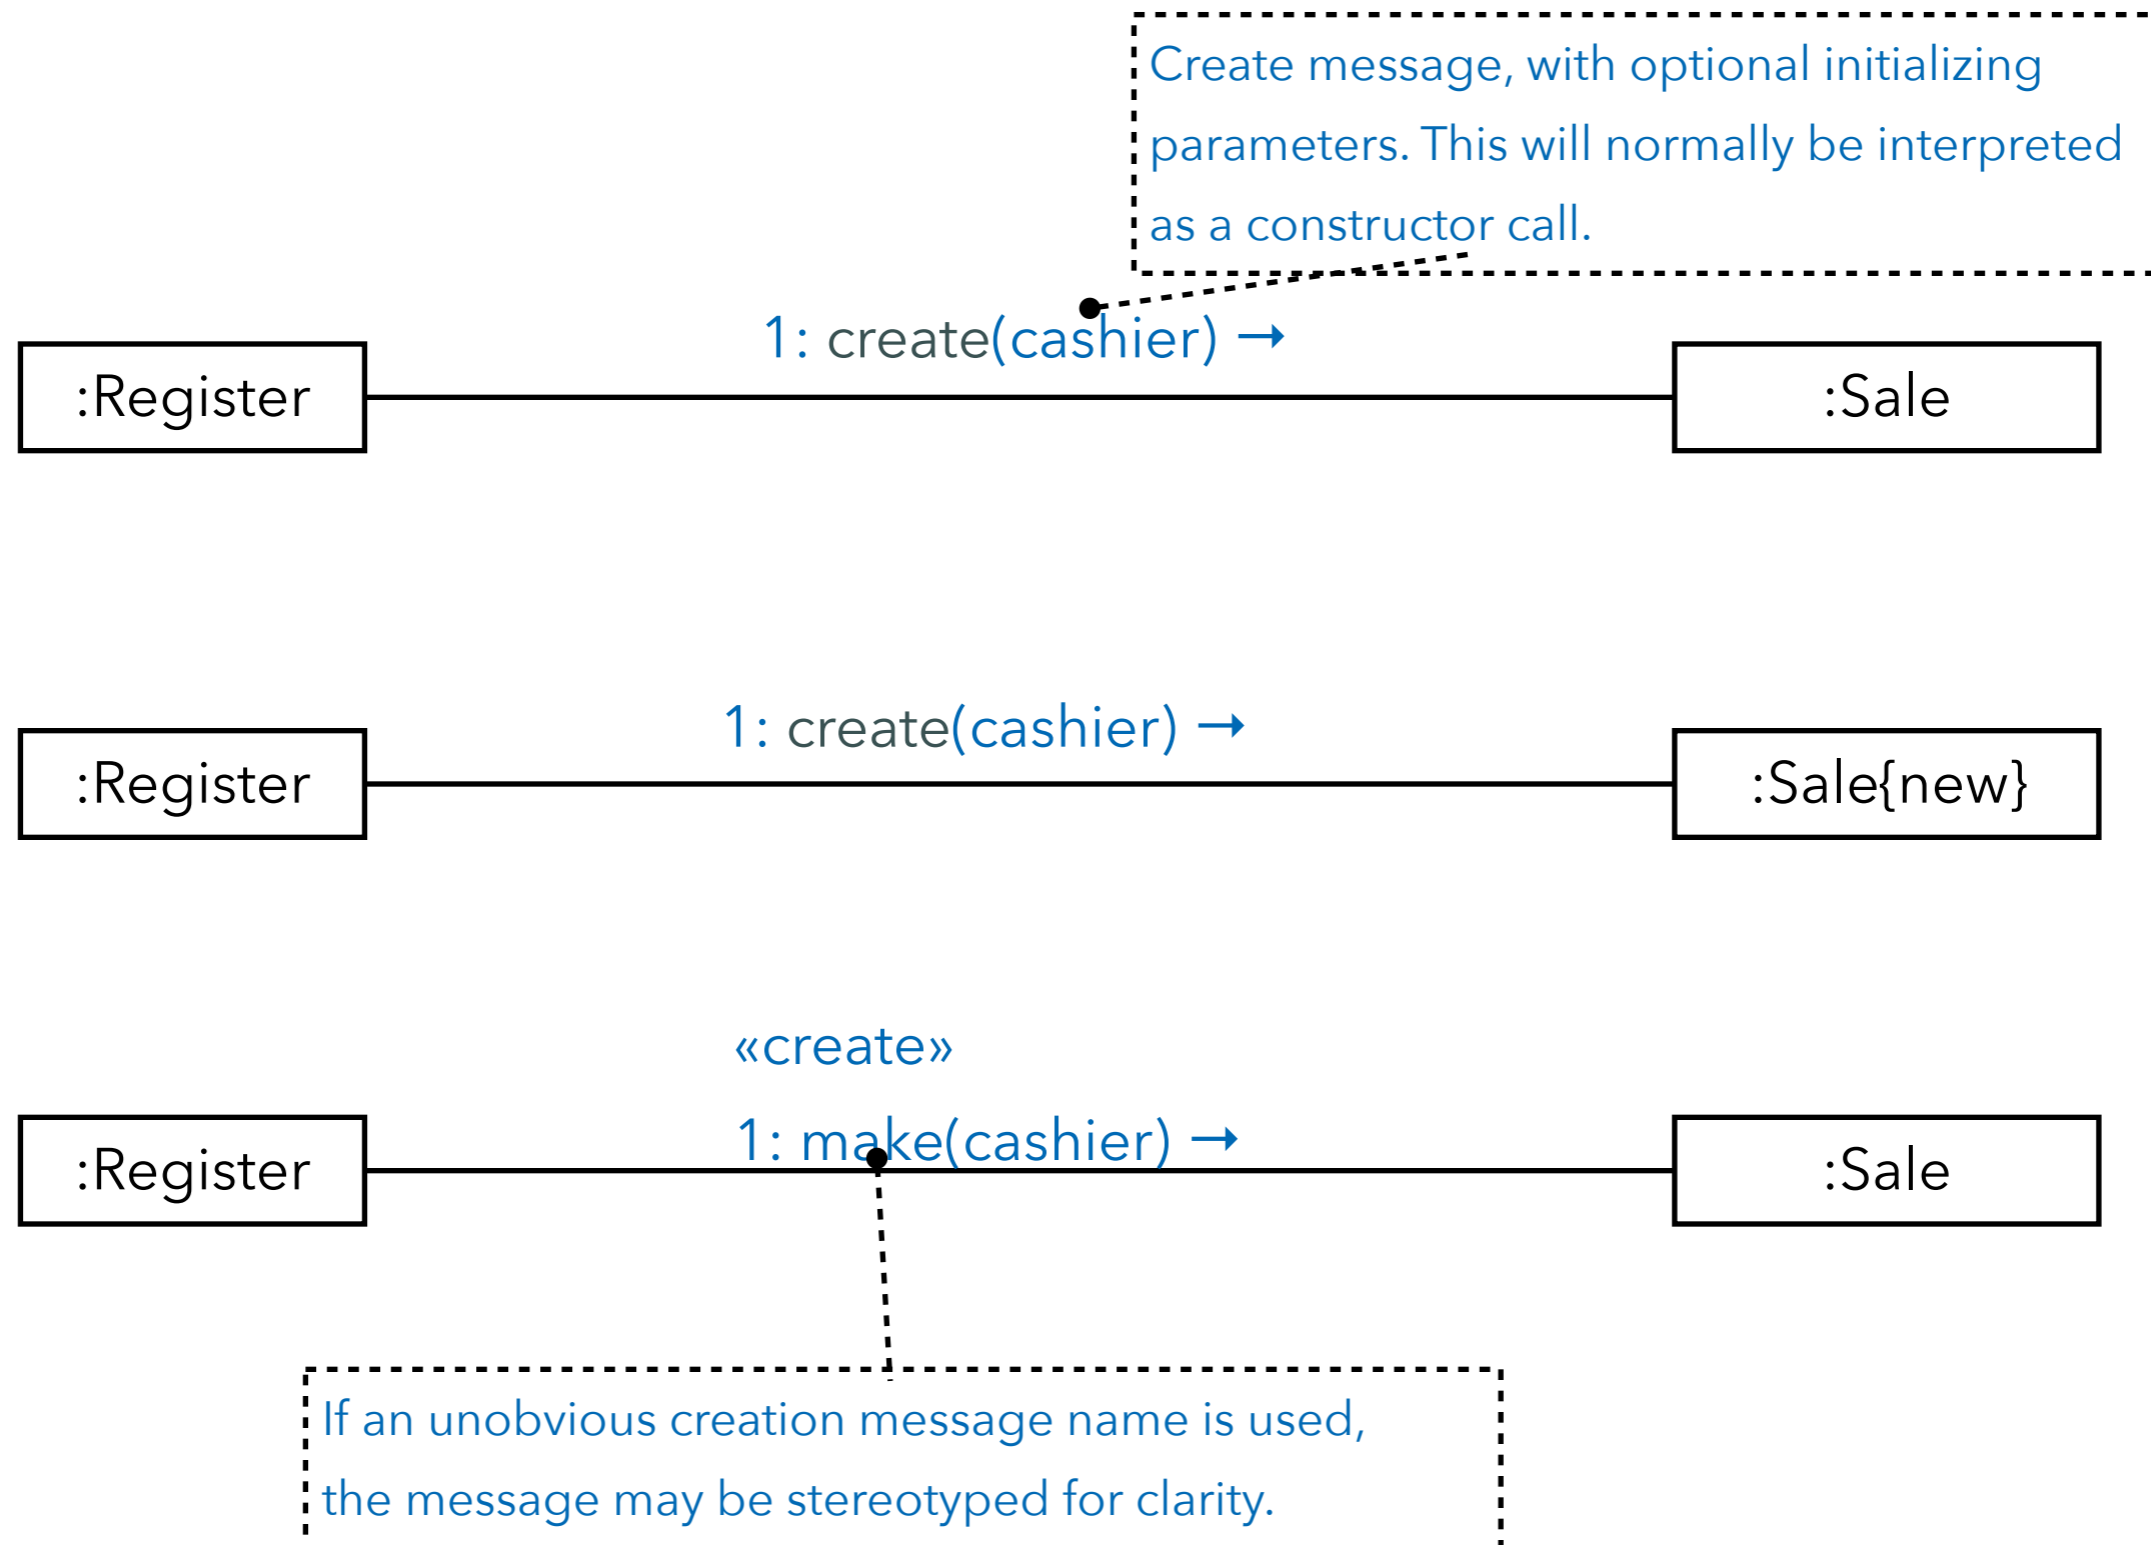 Create message, with optional initializing
parameters. This will normally be interpreted
as a constructor call.
1: create(cashier) →
:Register
:Sale
1: create(cashier) →
:Register
:Sale{new}
«create»
1: make(cashier) →
:Register
:Sale
If an unobvious creation message name is used,
the message may be stereotyped for clarity.